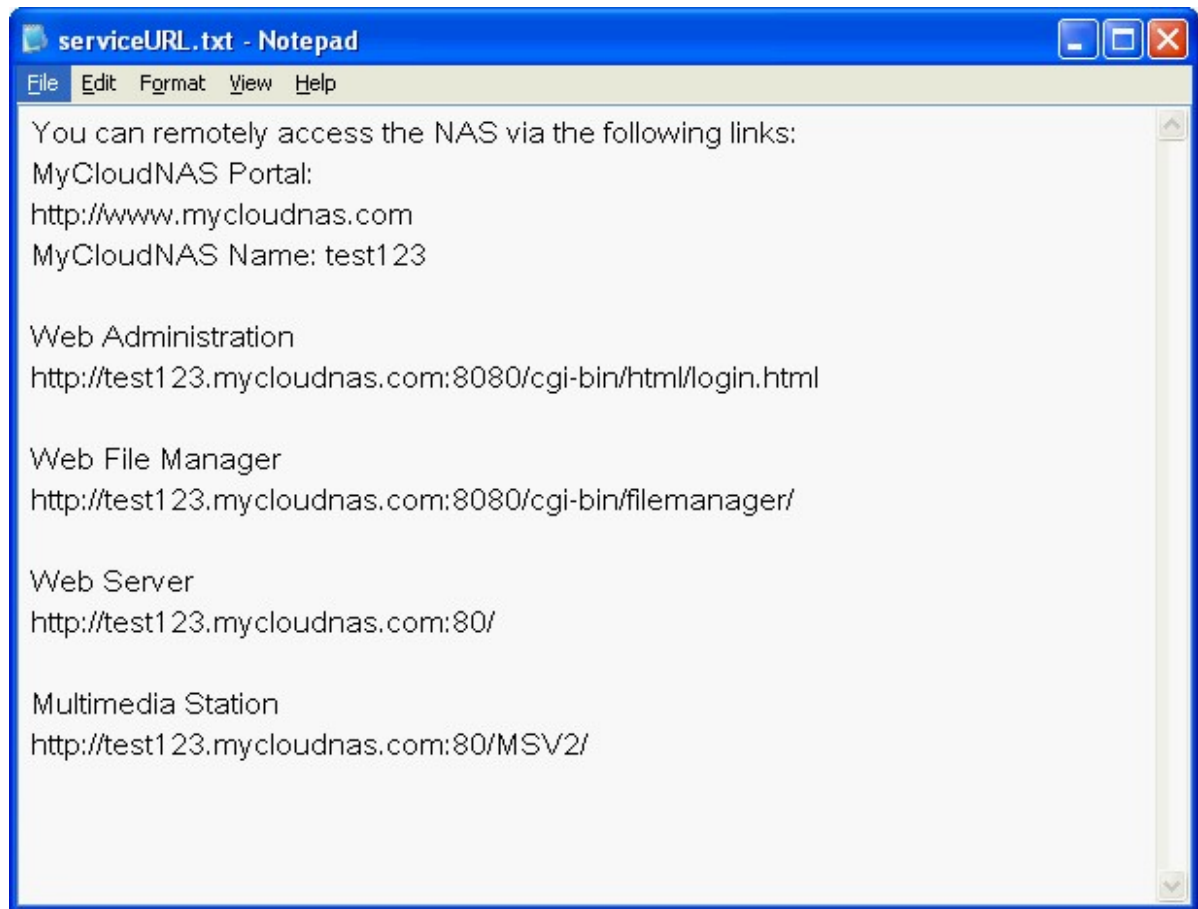 serviceURL.txt - Notepad
File Edit Format View Help
You can remotely access the NAS via the following links:
MyCloudNAS Portal:
http://www.mycloudnas.com
MyCloudNAS Name: test123
Web Administration
http://test123.mycloudnas.com:8080/cgi-bin/html/login.html
Web File Manager
http://test123.mycloudnas.com:8080/cgi-bin/filemanager/
Web Server
http://test123.mycloudnas.com:80/
Multimedia Station
http://test123.mycloudnas.com:80/MSV2/